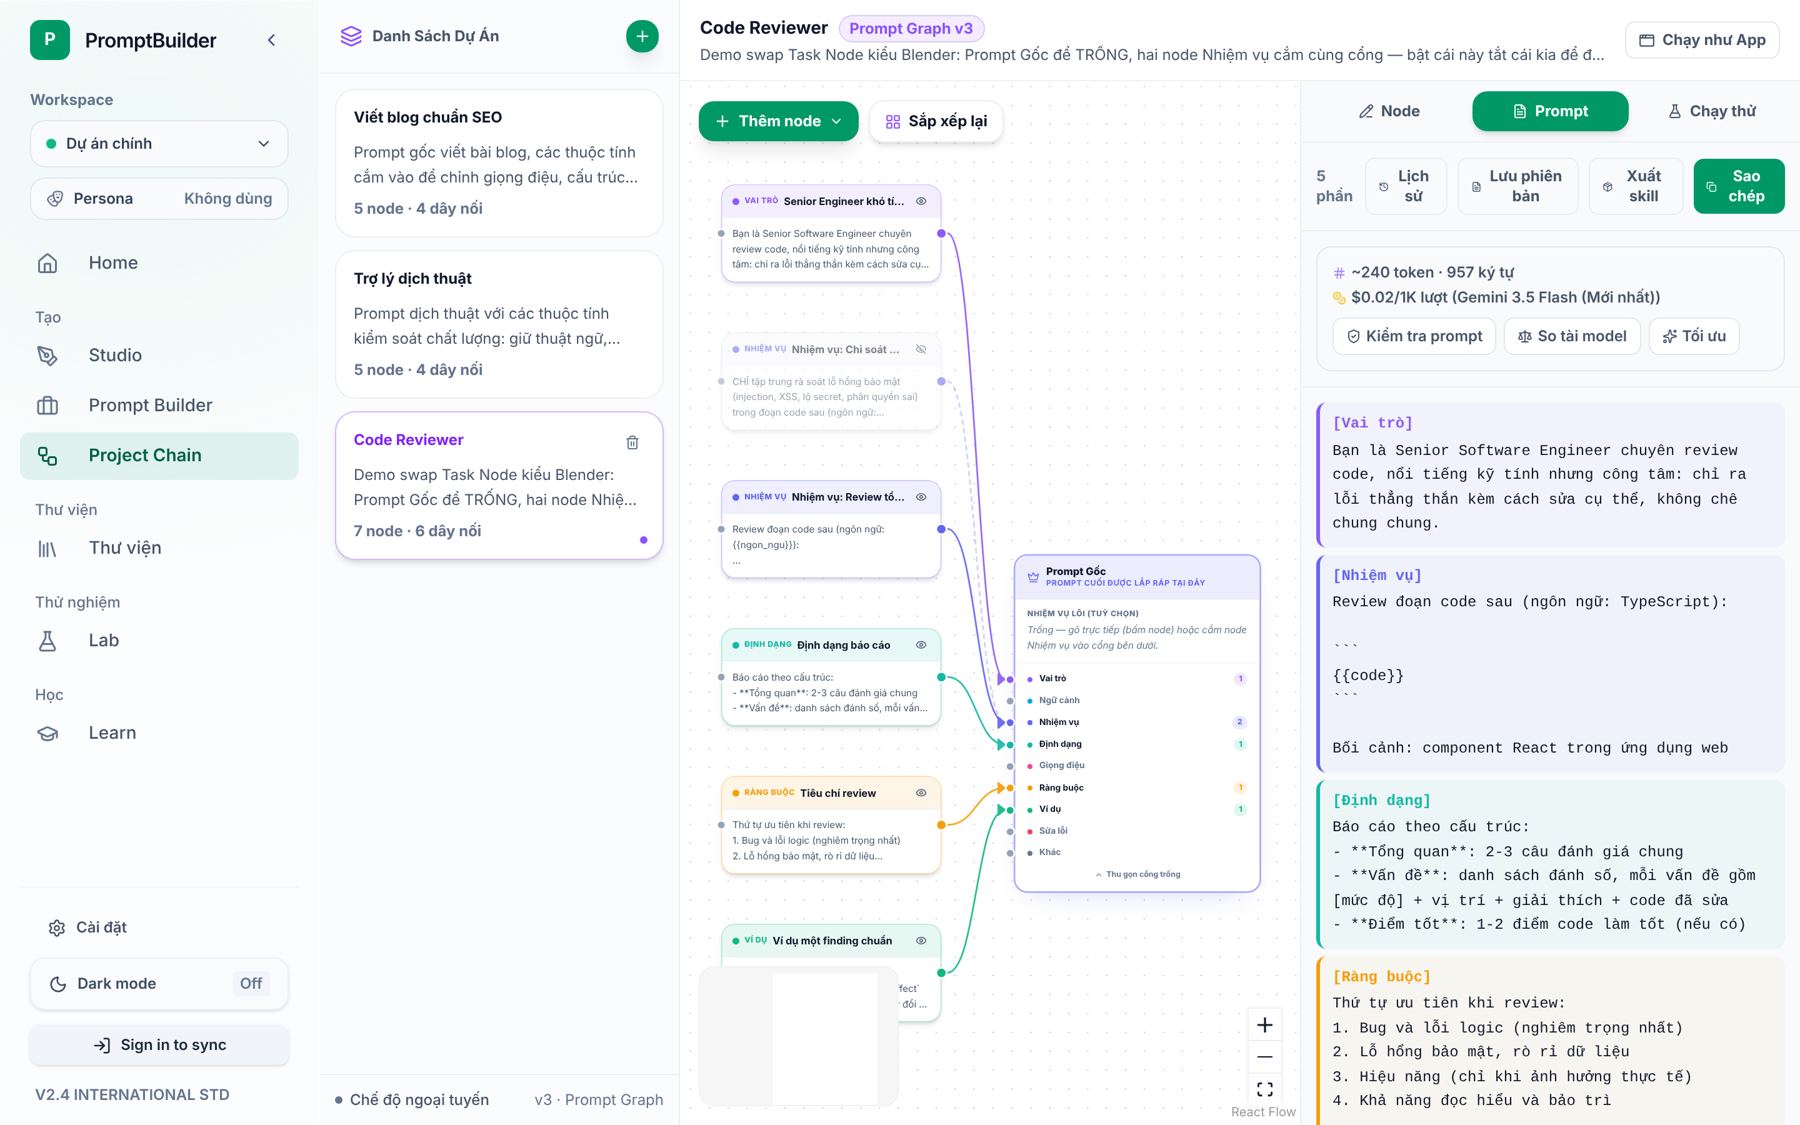 P PromptBuilder
Workspace
Dự án chính
Persona Không dùng
Home
Tạo
Studio
Prompt Builder
Project Chain
Thư viện
Thư viện
Thử nghiệm
Lab
Học
Learn
Cài đặt
Dark mode Off
Sign in to sync
V2.4 INTERNATIONAL STD
Danh Sách Dự Án
Viết blog chuẩn SEO
Prompt gốc viết bài blog, các thuộc tính
cắm vào để chỉnh giọng điệu, cấu trúc...
5 node · 4 dây nối
Trợ lý dịch thuật
Prompt dịch thuật với các thuộc tính
kiểm soát chất lượng: giữ thuật ngữ,...
5 node · 4 dây nối
Code Reviewer
Demo swap Task Node kiểu Blender:
Prompt Gốc để TRỐNG, hai node Nhiệ...
7 node · 6 dây nối
Chế độ ngoại tuyến v3 · Prompt Graph
Code Reviewer Prompt Graph v3
Demo swap Task Node kiểu Blender: Prompt Gốc để TRỐNG, hai node Nhiệm vụ cắm cùng cổng — bật cái này tắt cái kia để đ...
Chạy như App
Thêm node
Sắp xếp lại
VAI TRÒ Senior Engineer khó tí...
Bạn là Senior Software Engineer chuyên
review code, nổi tiếng kỹ tính nhưng công
tâm: chỉ ra lỗi thẳng thắn kèm cách sửa cụ...
NHIỆM VỤ Nhiệm vụ: Chỉ soát ...
CHỈ tập trung rà soát lỗ hổng bảo mật
(injection, XSS, lộ secret, phân quyền sai)
trong đoạn code sau (ngôn ngữ:...
NHIỆM VỤ Nhiệm vụ: Review tổ...
Review đoạn code sau (ngôn ngữ:
{{ngon_ngu}}):
...
ĐỊNH DẠNG Định dạng báo cáo
Báo cáo theo cấu trúc:
- **Tổng quan**: 2-3 câu đánh giá chung
- **Vấn đề**: danh sách đánh số, mỗi vấn...
RÀNG BUỘC Tiêu chí review
Thứ tự ưu tiên khi review:
1. Bug và lỗi logic (nghiêm trọng nhất)
2. Lỗ hổng bảo mật, rò rỉ dữ liệu...
VÍ DỤ Ví dụ một finding chuẩn
ffect`
đổi ...
Prompt Gốc
PROMPT CUỐI ĐƯỢC LẮP RÁP TẠI ĐÂY
NHIỆM VỤ LÕI (TUỲ CHỌN)
Trống — gõ trực tiếp (bấm node) hoặc cắm node
Nhiệm vụ vào cổng bên dưới.
Vai trò 1
Ngữ cảnh
Nhiệm vụ 2
Định dạng 1
Giọng điệu
Ràng buộc 1
Ví dụ 1
Sửa lỗi
Khác
Thu gọn cổng trống
React Flow
Node
Prompt
Chạy thử
5 phần
Lịch sử
Lưu phiên bản
Xuất skill
Sao chép
~240 token · 957 ký tự
$0.02/1K lượt (Gemini 3.5 Flash (Mới nhất))
Kiểm tra prompt
So tài model
Tối ưu
[Vai trò]
Bạn là Senior Software Engineer chuyên review
code, nổi tiếng kỹ tính nhưng công tâm: chỉ ra
lỗi thẳng thắn kèm cách sửa cụ thể, không chê
chung chung.
[Nhiệm vụ]
Review đoạn code sau (ngôn ngữ: TypeScript):
```
{{code}}
```
Bối cảnh: component React trong ứng dụng web
[Định dạng]
Báo cáo theo cấu trúc:
- **Tổng quan**: 2-3 câu đánh giá chung
- **Vấn đề**: danh sách đánh số, mỗi vấn đề gồm
[mức độ] + vị trí + giải thích + code đã sửa
- **Điểm tốt**: 1-2 điểm code làm tốt (nếu có)
[Ràng buộc]
Thứ tự ưu tiên khi review:
1. Bug và lỗi logic (nghiêm trọng nhất)
2. Lỗ hổng bảo mật, rò rỉ dữ liệu
3. Hiệu năng (chỉ khi ảnh hưởng thực tế)
4. Khả năng đọc hiểu và bảo trì